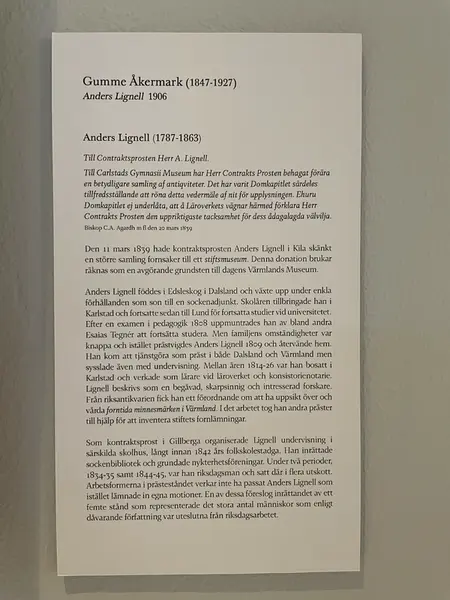 Gumme Åkermark (1847-1927)
Anders Lignell 1906
Anders Lignell (1787-1863)
Till Contraktsprosten Herr A. Lignell.
Till Carlstads Gymnasii Museum har Herr Contrakts Prosten behagat förära
en betydligare samling af antiqviteter. Det har varit Domkapitlet särdeles
tillfredsställande att röna detta vedermäle af nit för upplysningen. Ehuru
Domkapitlet ej underlåta, att å Läroverkets vägnar härmed förklara Herr
Contrakts Prosten den uppriktigaste tacksamhet för dess ådagalagda välvilja.
Biskop C.A. Agardh m fl den 20 mars 1839
Den 11 mars 1839 hade kontraktsprosten Anders Lignell i Kila skänkt
en större samling fornsaker till ett stiftsmuseum. Denna donation brukar
räknas som en avgörande grundsten till dagens Värmlands Museum.
Anders Lignell föddes i Edsleskog i Dalsland och växte upp under enkla
förhållanden som son till en sockenadjunkt. Skolåren tillbringade han i
Karlstad och fortsatte sedan till Lund för fortsatta studier vid universitetet.
Efter en examen i pedagogik 1808 uppmuntrades han av bland andra
Esaias Tegnér att fortsätta studera. Men familjens omständigheter var
knappa och istället prästvigdes Anders Lignell 1809 och återvände hem.
Han kom att tjänstgöra som präst i både Dalsland och Värmland men
sysslade även med undervisning. Mellan åren 1814-26 var han bosatt i
Karlstad och verkade som lärare vid läroverket och konsistorienotarie.
Lignell beskrivs som en begåvad, skarpsinnig och intresserad forskare.
Från riksantikvarien fick han ett förordnande om att ha uppsikt över och
vårda forntida minnesmärken i Värmland. I det arbetet tog han andra präster
till hjälp för att inventera stiftets fornlämningar.
Som kontraktsprost i Gillberga organiserade Lignell undervisning i
särskilda skolhus, långt innan 1842 års folkskolestadga. Han inrättade
sockenbibliotek och grundade nykterhetsföreningar. Under två perioder,
1834-35 samt 1844-45, var han riksdagsman och satt där i flera utskott.
Arbetsformerna i prästeståndet verkar inte ha passat Anders Lignell som
istället lämnade in egna motioner. En av dessa föreslog inrättandet av ett
femte stånd som representerade det stora antal människor som enligt
dåvarande författning var uteslutna från riksdagsarbetet.